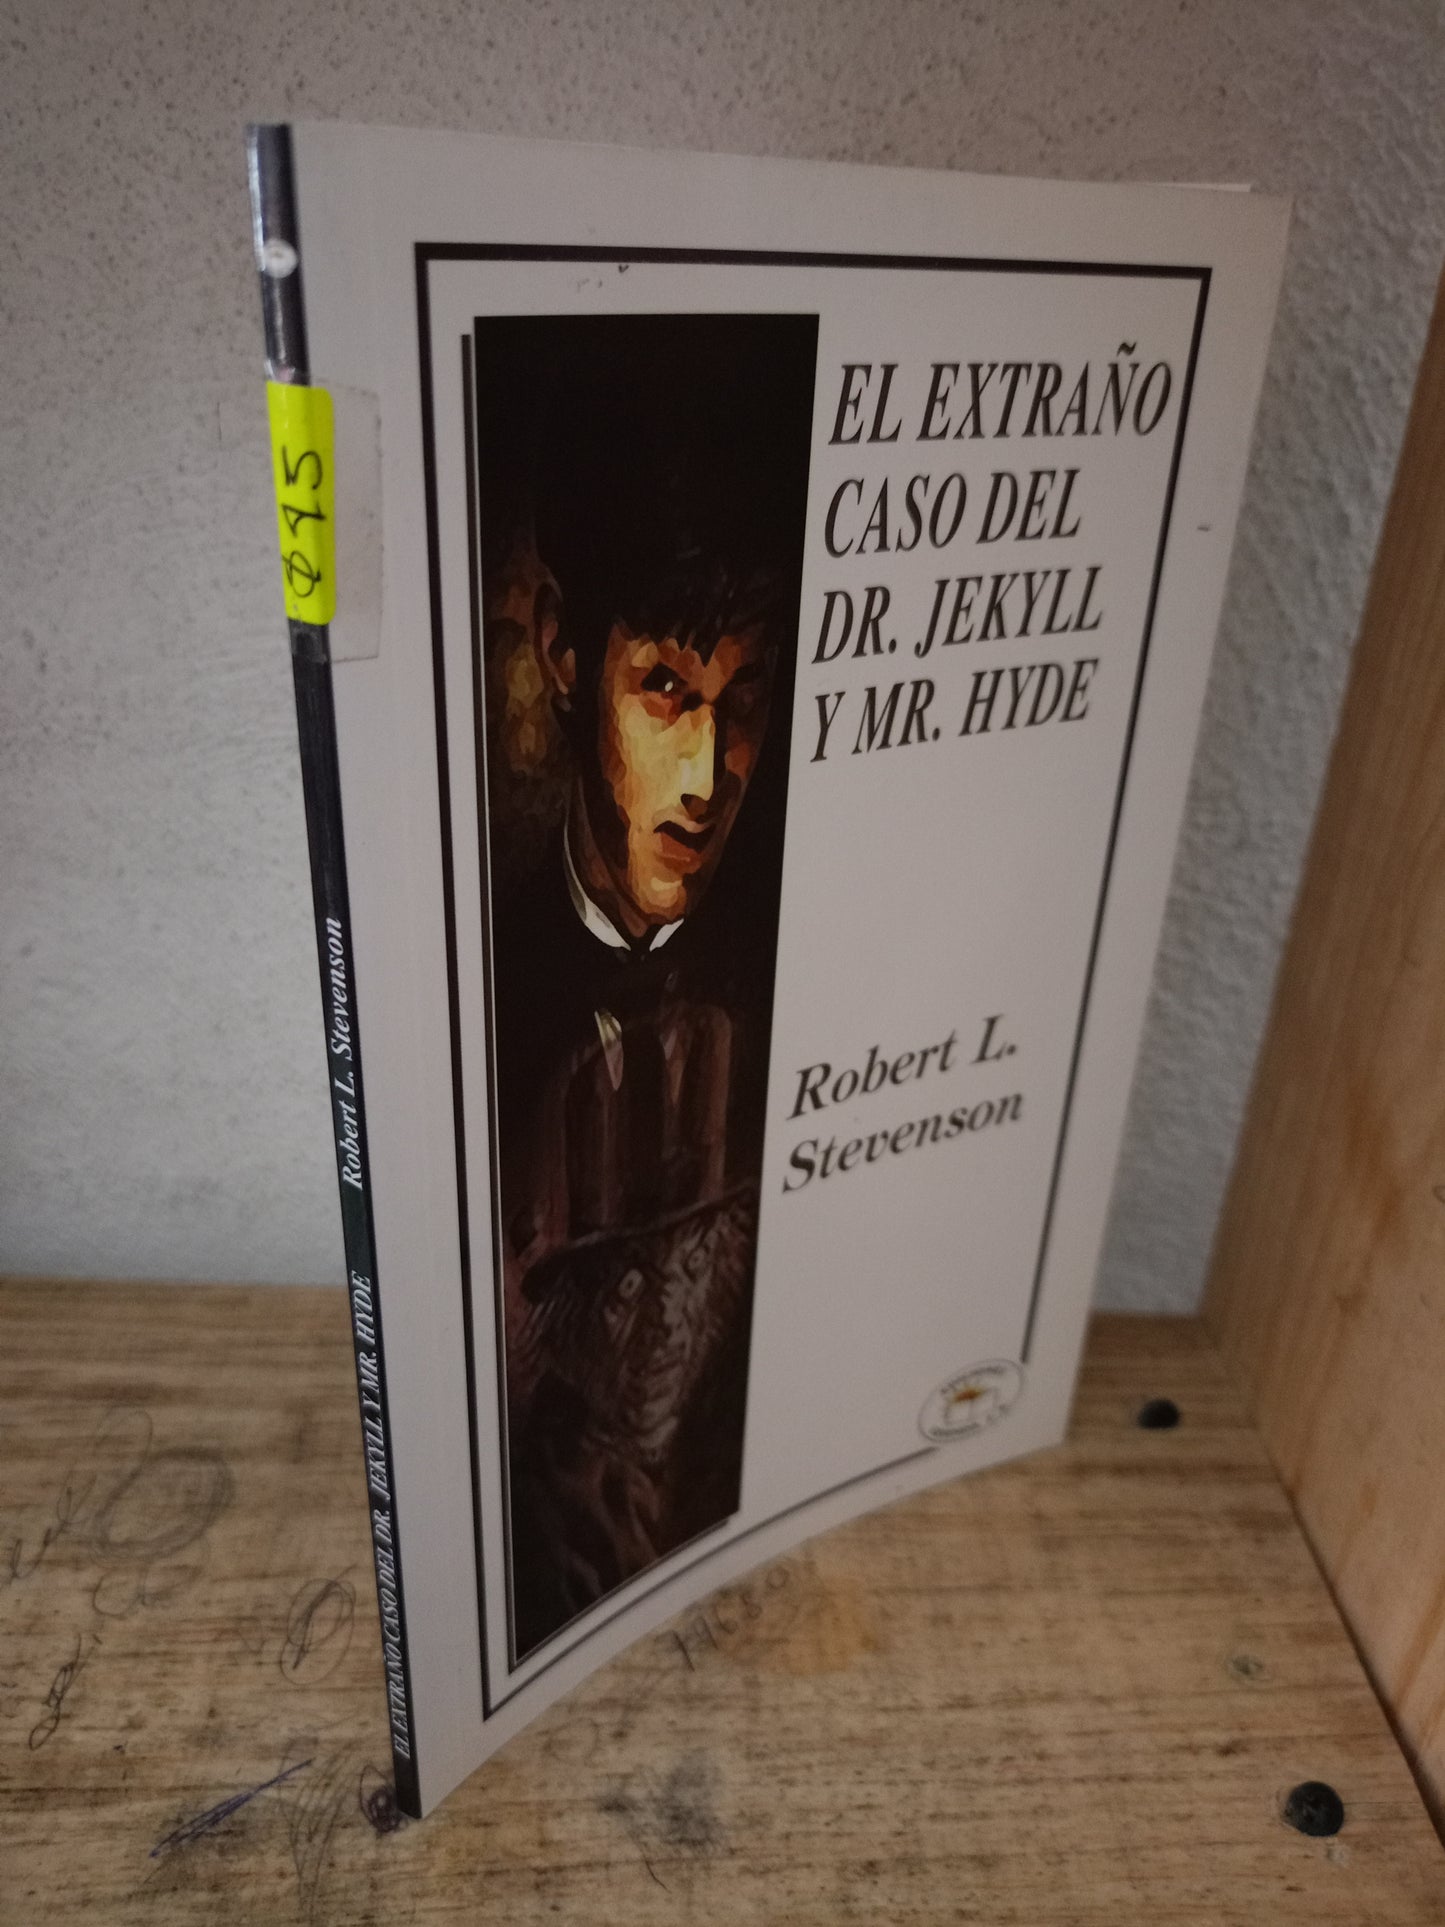 EL EXTRAÑO
CASO DEL
DR. JEKYLL
Y MR. HYDE
Robert L.
Stevenson
EL EXTRAÑO CASO DEL DR. JEKYLL Y MR. HYDE Robert L. Stevenson